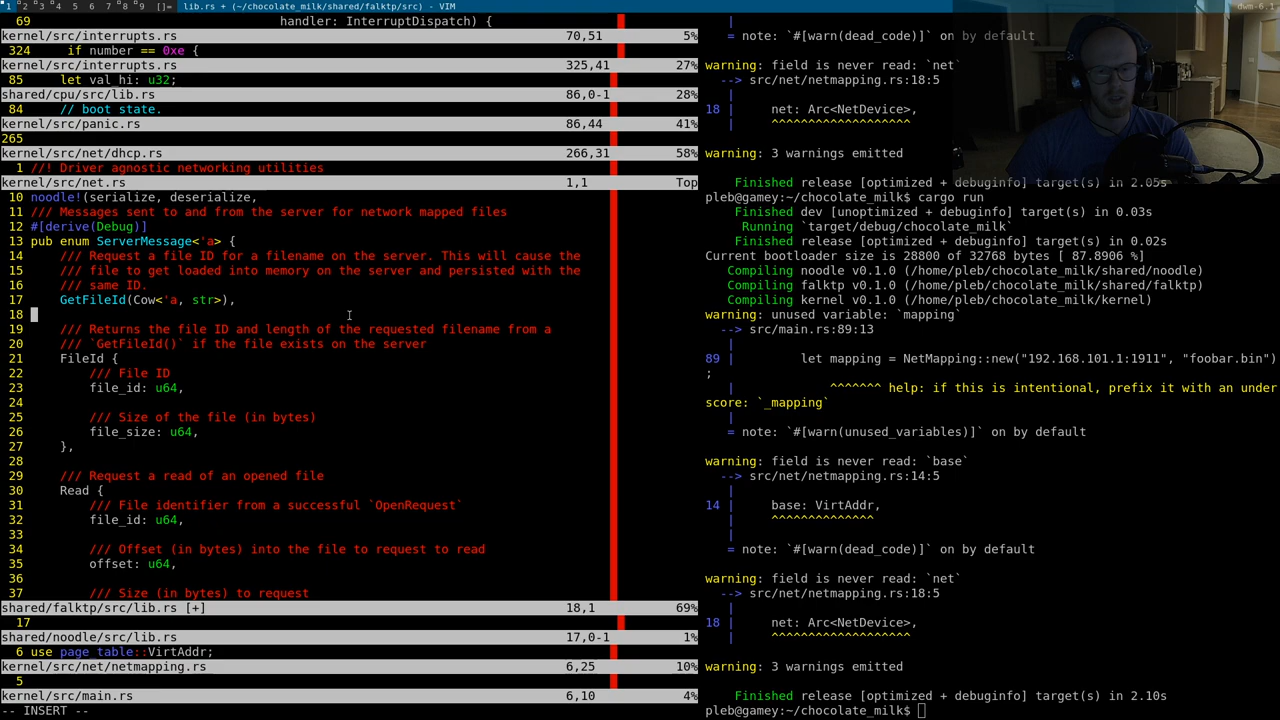 1 2 3 4 5 6 7 8 9 []= lib.rs + (~/chocolate_milk/shared/falktp/src) - VIM
dwm-6.1
69 handler: InterruptDispatch) {
kernel/src/interrupts.rs 70,51 5%
324 if number == 0xe {
kernel/src/interrupts.rs 325,41 27%
85 let val_hi: u32;
shared/cpu/src/lib.rs 86,0-1 28%
84 // boot state.
kernel/src/panic.rs 86,44 41%
265
kernel/src/net/dhcp.rs 266,31 58%
1 //! Driver agnostic networking utilities
kernel/src/net.rs 1,1 Top
10 noodle!(serialize, deserialize,
11 /// Messages sent to and from the server for network mapped files
12 #[derive(Debug)]
13 pub enum ServerMessage<'a> {
14 /// Request a file ID for a filename on the server. This will cause the
15 /// file to get loaded into memory on the server and persisted with the
16 /// same ID.
17 GetFileId(Cow<'a, str>),
18
19 /// Returns the file ID and length of the requested filename from a
20 /// `GetFileId()` if the file exists on the server
21 FileId {
22 /// File ID
23 file_id: u64,
24
25 /// Size of the file (in bytes)
26 file_size: u64,
27 },
28
29 /// Request a read of an opened file
30 Read {
31 /// File identifier from a successful `OpenRequest`
32 file_id: u64,
33
34 /// Offset (in bytes) into the file to request to read
35 offset: u64,
36
37 /// Size (in bytes) to request
shared/falktp/src/lib.rs [+] 18,1 69%
17
shared/noodle/src/lib.rs 17,0-1 1%
6 use page_table::VirtAddr;
kernel/src/net/netmapping.rs 6,25 10%
5
kernel/src/main.rs 6,10 4%
-- INSERT --
|
= note: `#[warn(dead_code)]` on by default
warning: field is never read: `net`
--> src/net/netmapping.rs:18:5
|
18 | net: Arc<NetDevice>,
| ^^^^^^^^^^^^^^^^^^^
warning: 3 warnings emitted
Finished release [optimized + debuginfo] target(s) in 2.05s
pleb@gamey:~/chocolate_milk$ cargo run
Finished dev [unoptimized + debuginfo] target(s) in 0.03s
Running `target/debug/chocolate_milk`
Finished release [optimized + debuginfo] target(s) in 0.02s
Current bootloader size is 28800 of 32768 bytes [ 87.8906 %]
Compiling noodle v0.1.0 (/home/pleb/chocolate_milk/shared/noodle)
Compiling falktp v0.1.0 (/home/pleb/chocolate_milk/shared/falktp)
Compiling kernel v0.1.0 (/home/pleb/chocolate_milk/kernel)
warning: unused variable: `mapping`
--> src/main.rs:89:13
|
89 | let mapping = NetMapping::new("192.168.101.1:1911", "foobar.bin")
;
| ^^^^^^^ help: if this is intentional, prefix it with an under
score: `_mapping`
|
= note: `#[warn(unused_variables)]` on by default
warning: field is never read: `base`
--> src/net/netmapping.rs:14:5
|
14 | base: VirtAddr,
| ^^^^^^^^^^^^^^
|
= note: `#[warn(dead_code)]` on by default
warning: field is never read: `net`
--> src/net/netmapping.rs:18:5
|
18 | net: Arc<NetDevice>,
| ^^^^^^^^^^^^^^^^^^^
warning: 3 warnings emitted
Finished release [optimized + debuginfo] target(s) in 2.10s
pleb@gamey:~/chocolate_milk$